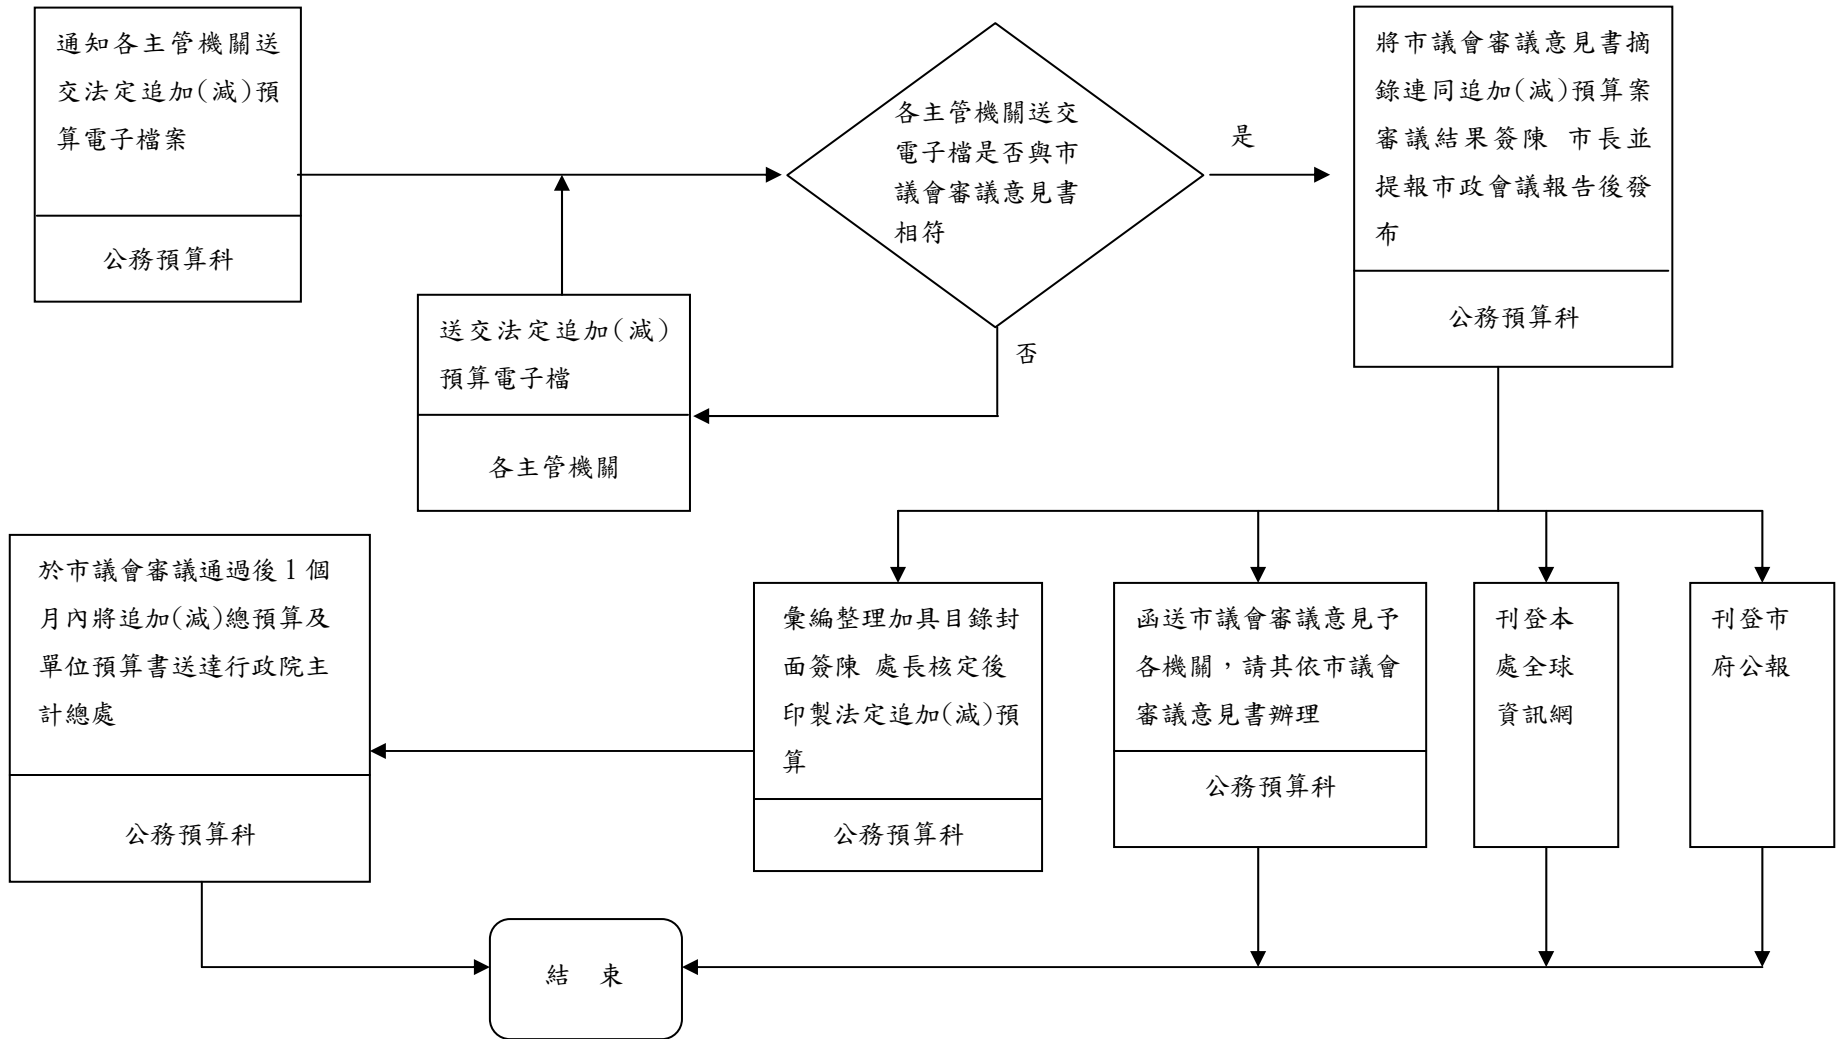 通知各主管機關送
交法定追加(減)預
算電子檔案
公務預算科
各主管機關送交
電子檔是否與市
議會審議意見書
相符
是
否
將市議會審議意見書摘
錄連同追加(減)預算案
審議結果簽陳 市長並
提報市政會議報告後發
布
公務預算科
送交法定追加(減)
預算電子檔
各主管機關
於市議會審議通過後1個
月內將追加(減)總預算及
單位預算書送達行政院主
計總處
公務預算科
彙編整理加具目錄封
面簽陳 處長核定後
印製法定追加(減)預
算
公務預算科
函送市議會審議意見予
各機關，請其依市議會
審議意見書辦理
公務預算科
刊登本
處全球
資訊網
刊登市
府公報
結 束